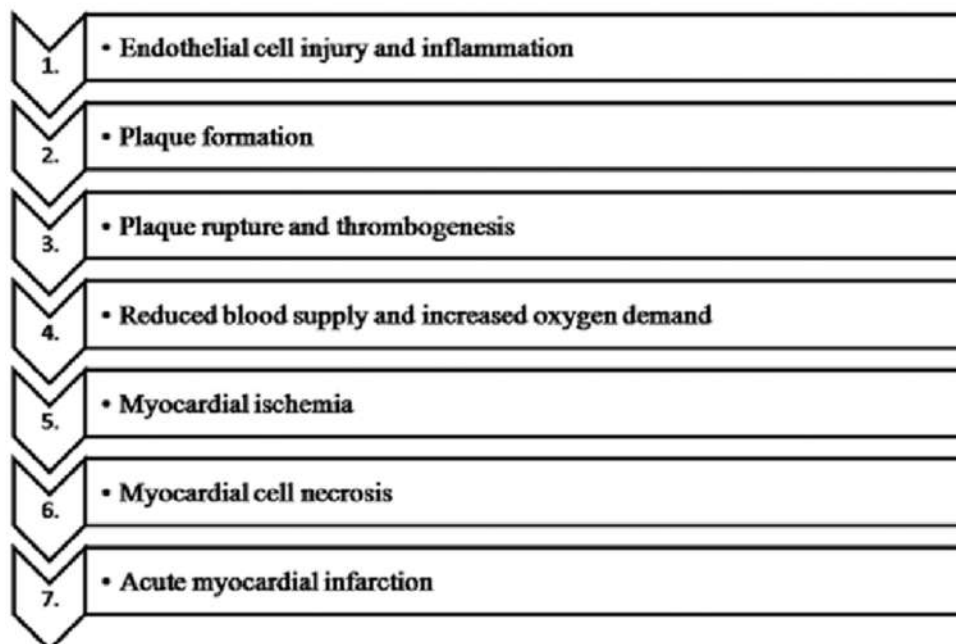 1. • Endothelial cell injury and inflammation
2. • Plaque formation
3. • Plaque rupture and thrombogenesis
4. • Reduced blood supply and increased oxygen demand
5. • Myocardial ischemia
6. • Myocardial cell necrosis
7. • Acute myocardial infarction